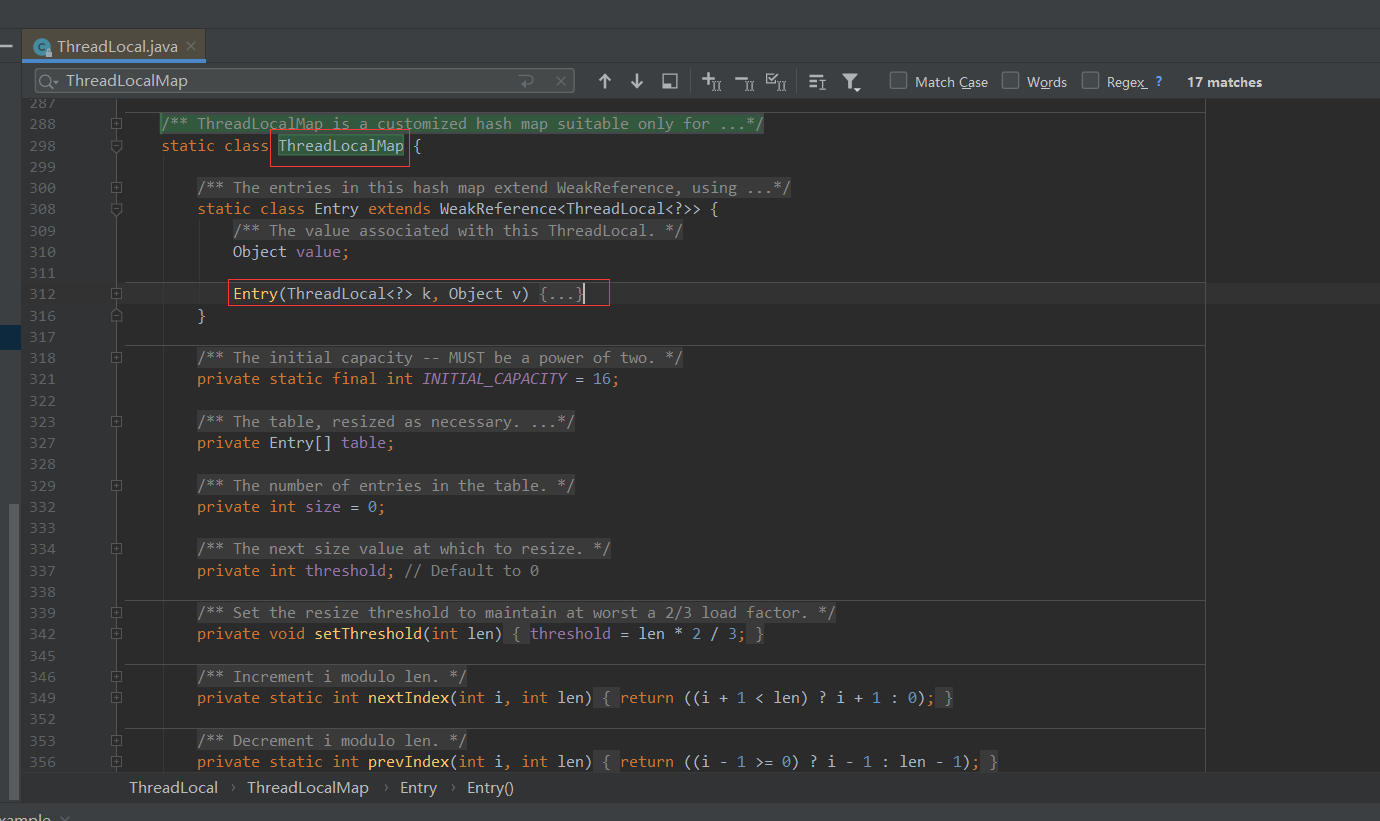 ThreadLocal.java
ThreadLocalMap
Match Case
Words
Regex
?
17 matches
287
288 /** ThreadLocalMap is a customized hash map suitable only for ...*/
298 static class ThreadLocalMap {
299
300 /** The entries in this hash map extend WeakReference, using ...*/
308 static class Entry extends WeakReference<ThreadLocal<?>> {
309 /** The value associated with this ThreadLocal. */
310 Object value;
311
312 Entry(ThreadLocal<?> k, Object v) {...}
316 }
317
318 /** The initial capacity -- MUST be a power of two. */
321 private static final int INITIAL_CAPACITY = 16;
322
323 /** The table, resized as necessary. ...*/
327 private Entry[] table;
328
329 /** The number of entries in the table. */
332 private int size = 0;
333
334 /** The next size value at which to resize. */
337 private int threshold; // Default to 0
338
339 /** Set the resize threshold to maintain at worst a 2/3 load factor. */
342 private void setThreshold(int len) { threshold = len * 2 / 3; }
345
346 /** Increment i modulo len. */
349 private static int nextIndex(int i, int len) { return ((i + 1 < len) ? i + 1 : 0); }
352
353 /** Decrement i modulo len. */
356 private static int prevIndex(int i, int len) { return ((i - 1 >= 0) ? i - 1 : len - 1); }
ThreadLocal › ThreadLocalMap › Entry › Entry()